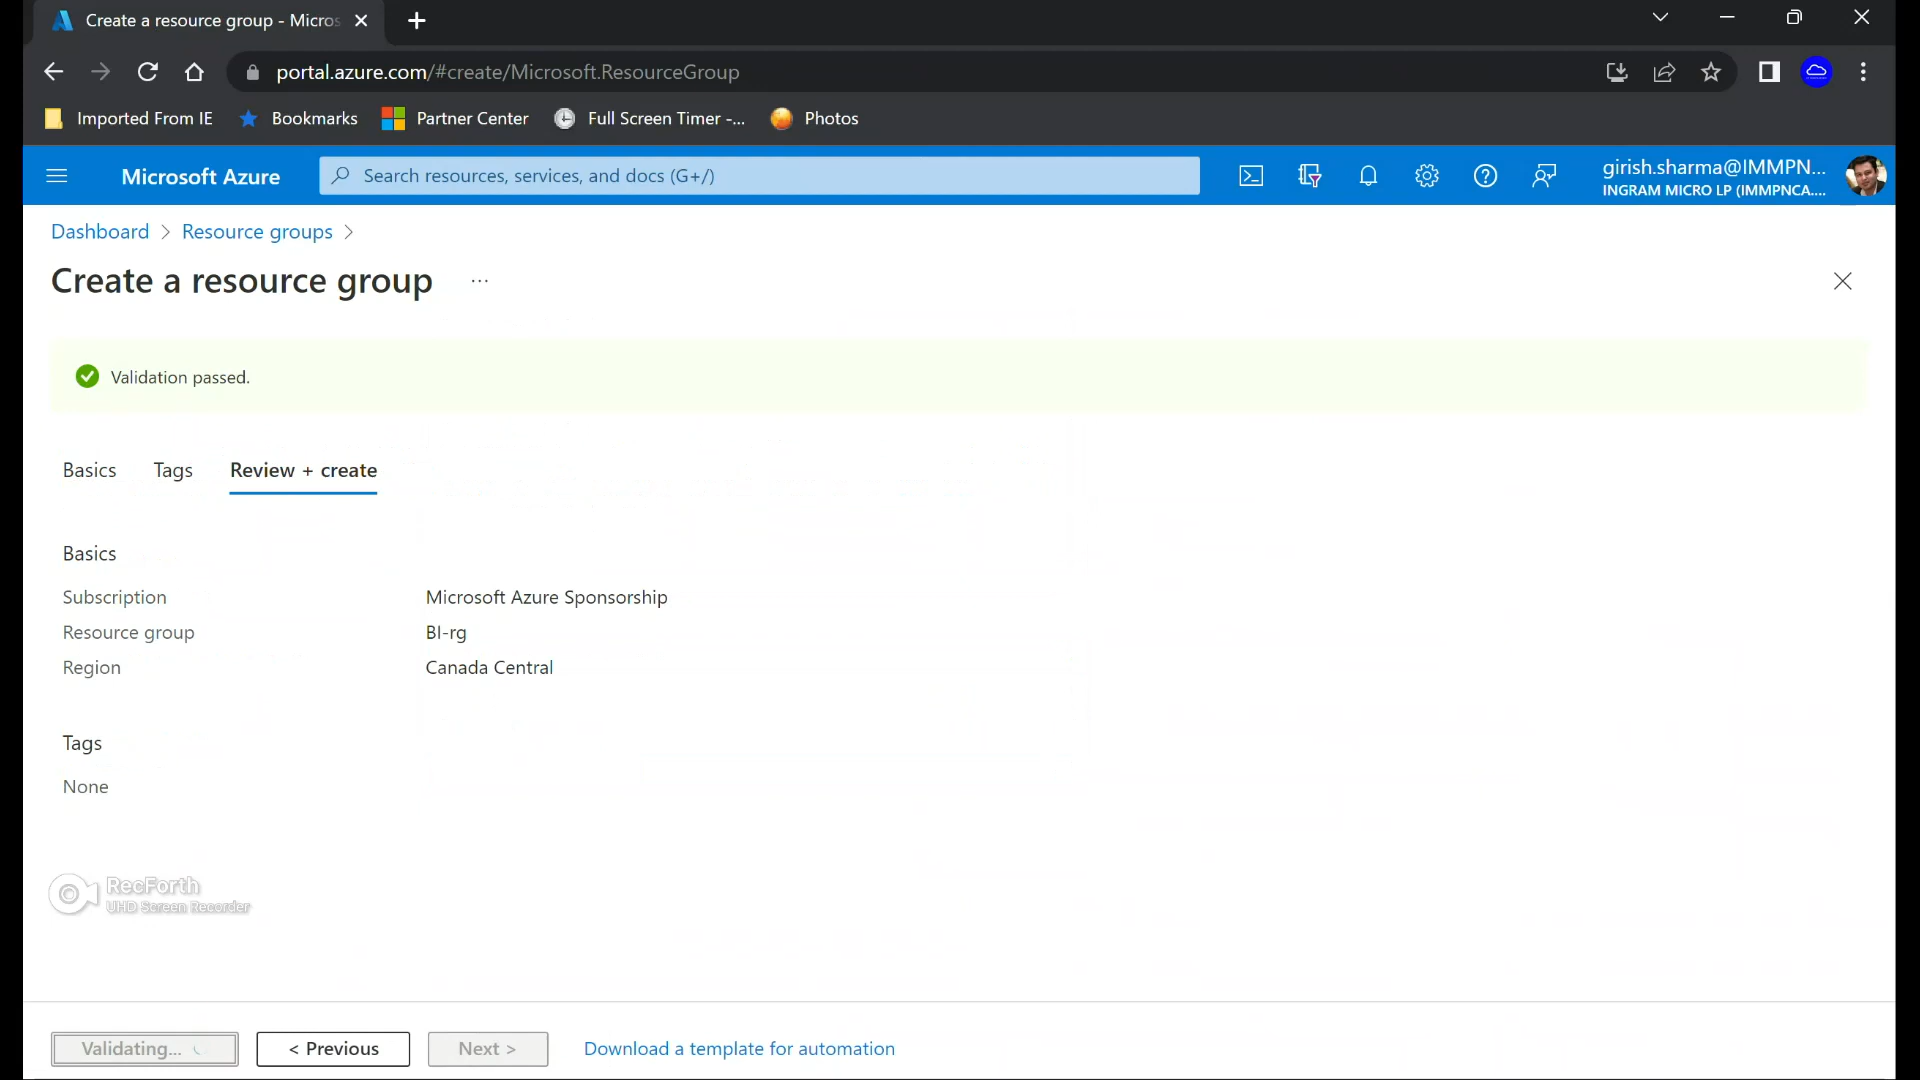 Create a resource group - Micros
portal.azure.com/#create/Microsoft.ResourceGroup
Imported From IE
Bookmarks
Partner Center
Full Screen Timer -...
Photos
Microsoft Azure
Search resources, services, and docs (G+/)
girish.sharma@IMMPN...
INGRAM MICRO LP (IMMPNCA....
Dashboard > Resource groups >
Create a resource group ...
Validation passed.
Basics Tags Review + create
Basics
Subscription Microsoft Azure Sponsorship
Resource group BI-rg
Region Canada Central
Tags
None
RecForth
UHD Screen Recorder
Validating... < Previous Next > Download a template for automation